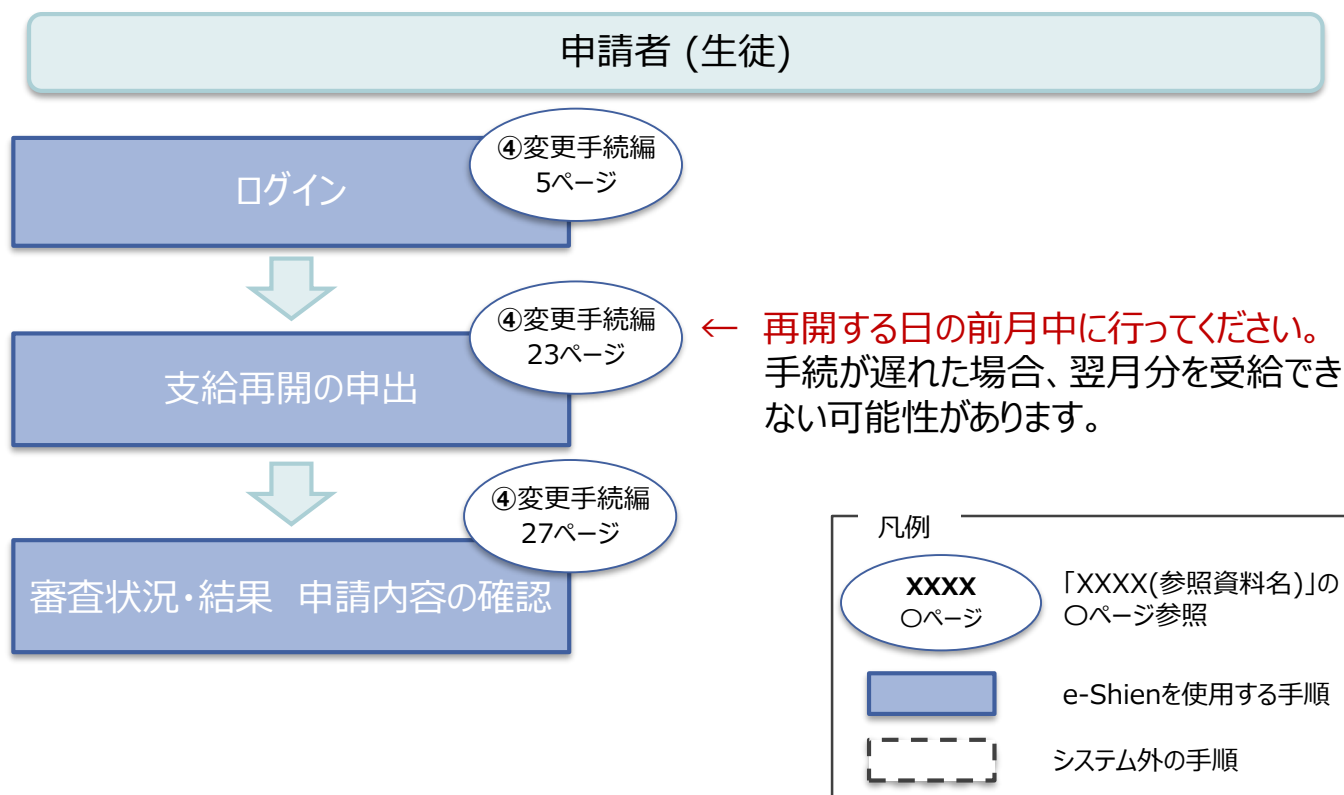 申請者 (生徒)
④変更手続編
5ページ
ログイン
④変更手続編
23ページ
支給再開の申出
← 再開する日の前月中に行ってください。
手続が遅れた場合、翌月分を受給でき
ない可能性があります。
④変更手続編
27ページ
審査状況・結果 申請内容の確認
凡例
XXXX
〇ページ
「XXXX(参照資料名)」の
〇ページ参照
e-Shienを使用する手順
システム外の手順